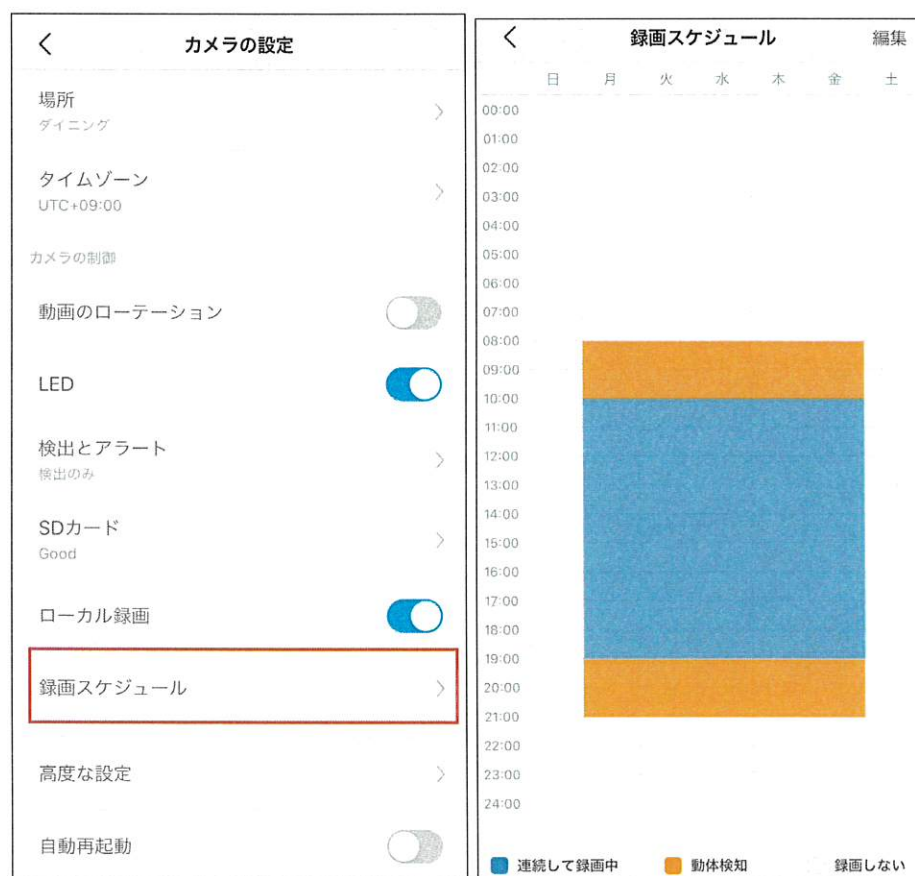 カメラの設定
場所
ダイニング
タイムゾーン
UTC+09:00
カメラの制御
動画のローテーション
LED
検出とアラート
検出のみ
SDカード
Good
ローカル録画
録画スケジュール
高度な設定
自動再起動
録画スケジュール 編集
日 月 火 水 木 金 土
00:00
01:00
02:00
03:00
04:00
05:00
06:00
07:00
08:00
09:00
10:00
11:00
12:00
13:00
14:00
15:00
16:00
17:00
18:00
19:00
20:00
21:00
22:00
23:00
24:00
連続して録画中 動体検知 録画しない